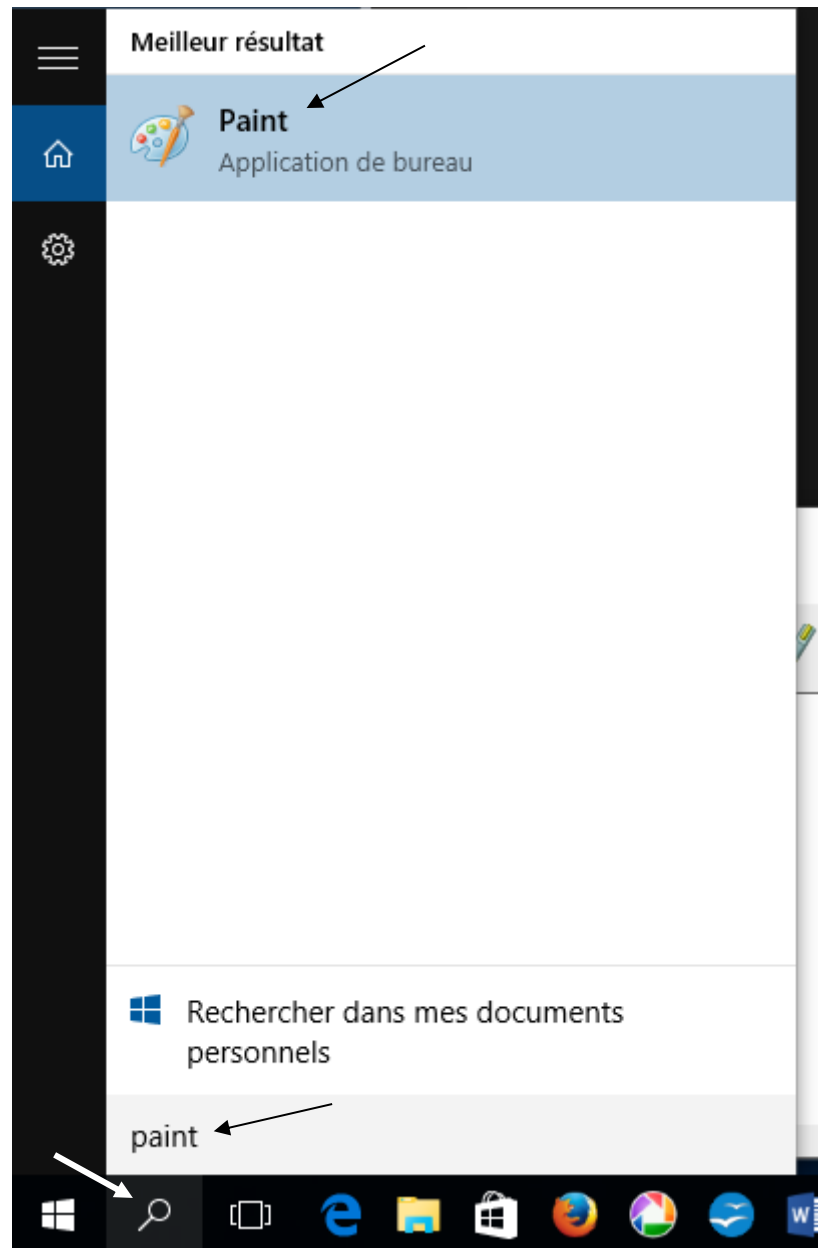 Meilleur résultat
Paint
Application de bureau
Rechercher dans mes documents
personnels
paint
W